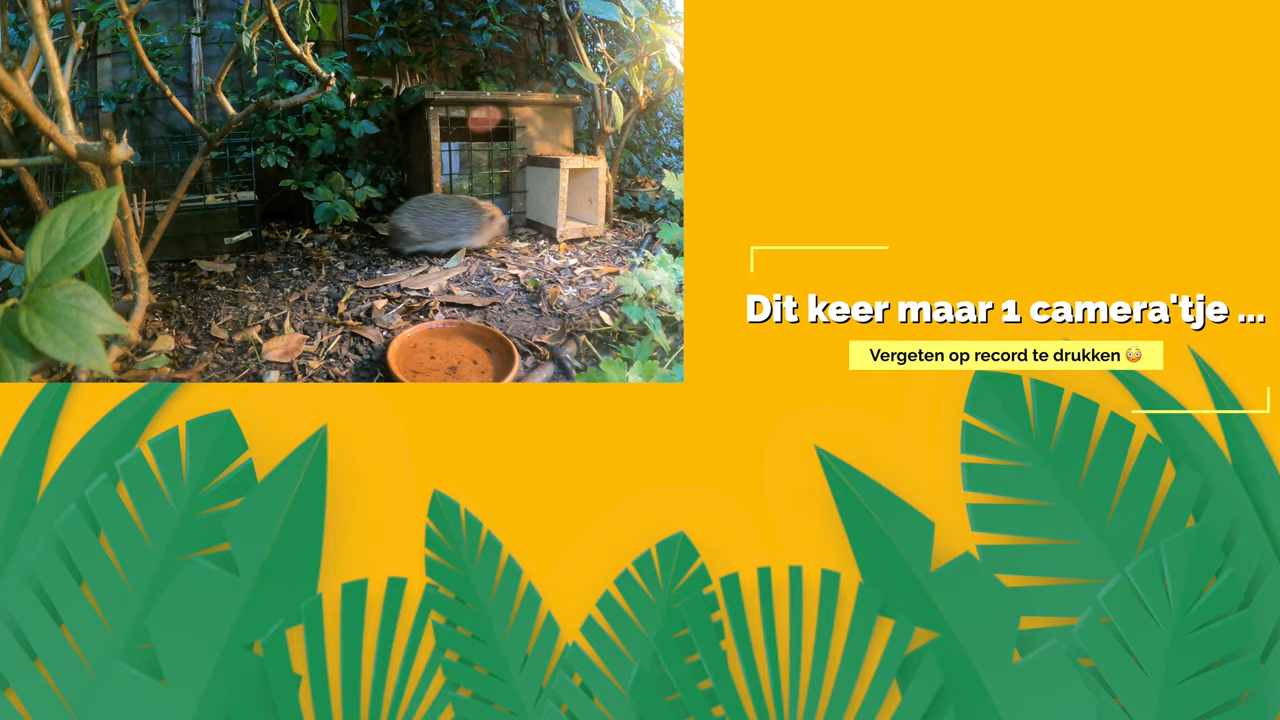 Dit keer maar 1 camera'tje ...
Vergeten op record te drukken 😳